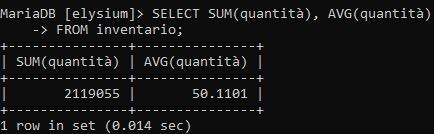 MariaDB [elysium]> SELECT SUM(quantità), AVG(quantità)
    -> FROM inventario;
+---------------+---------------+
| SUM(quantità) | AVG(quantità) |
+---------------+---------------+
|       2119055 |       50.1101 |
+---------------+---------------+
1 row in set (0.014 sec)